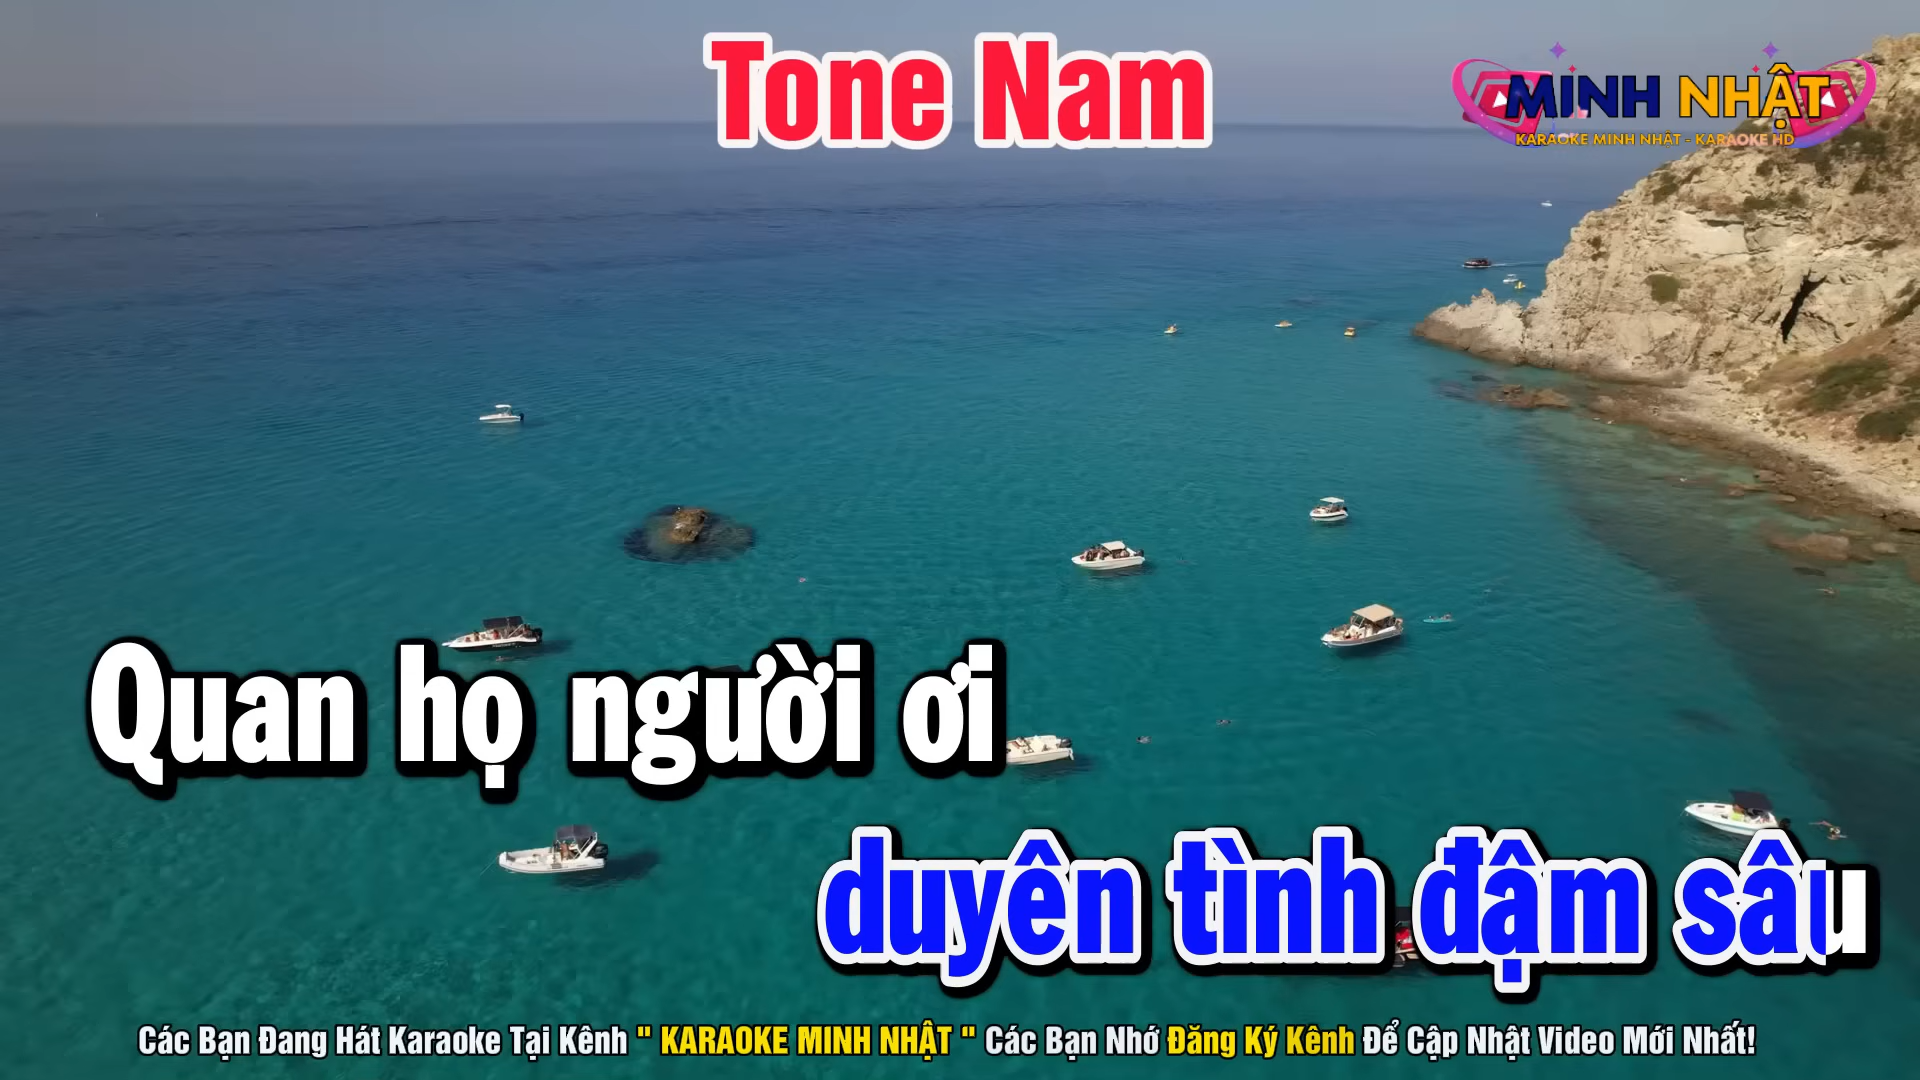 Tone Nam
MINH NHẬT
KARAOKE MINH NHẬT - KARAOKE HD
Quan họ người ơi
duyên tình đậm sâu
Các Bạn Đang Hát Karaoke Tại Kênh " KARAOKE MINH NHẬT " Các Bạn Nhớ Đăng Ký Kênh Để Cập Nhật Video Mới Nhất!